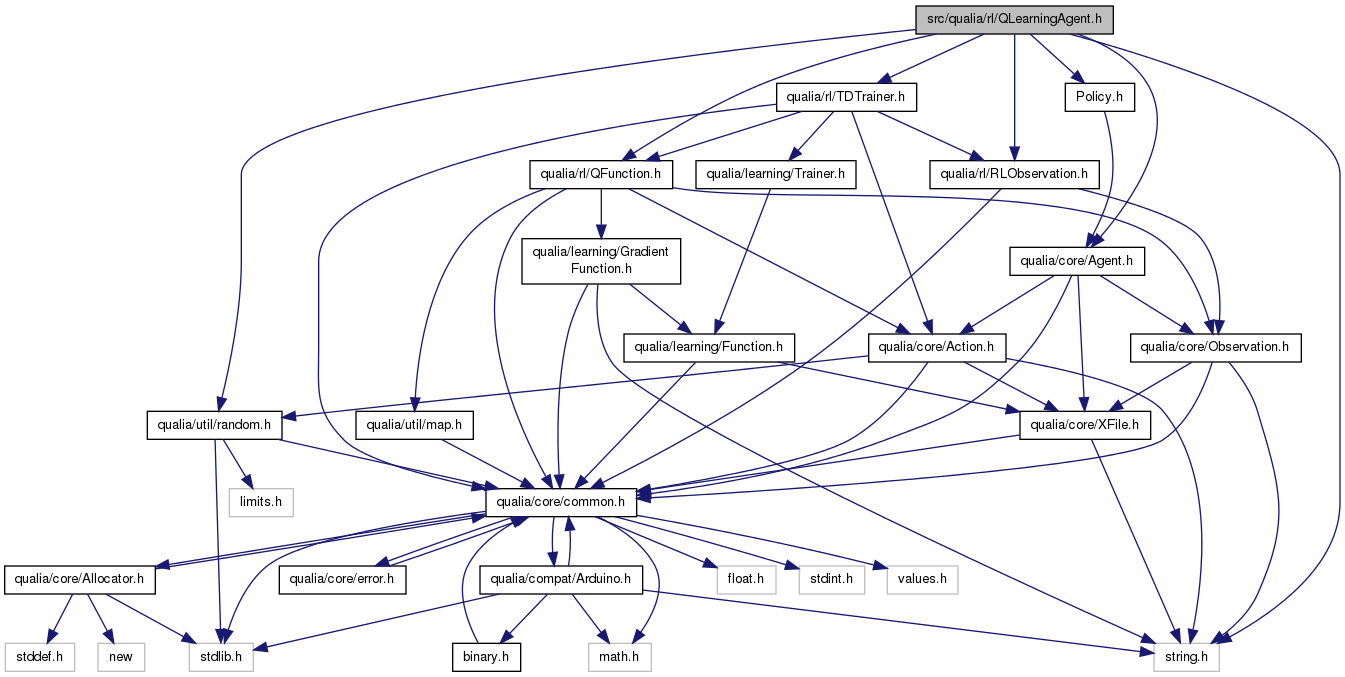 src/qualia/rl/QLearningAgent.h
qualia/rl/TDTrainer.h
Policy.h
qualia/rl/QFunction.h
qualia/learning/Trainer.h
qualia/rl/RLObservation.h
qualia/learning/Gradient
Function.h
qualia/core/Agent.h
qualia/learning/Function.h
qualia/core/Action.h
qualia/core/Observation.h
qualia/util/random.h
qualia/util/map.h
qualia/core/XFile.h
limits.h
qualia/core/common.h
qualia/core/Allocator.h
qualia/core/error.h
qualia/compat/Arduino.h
float.h
stdint.h
values.h
stddef.h
new
stdlib.h
binary.h
math.h
string.h